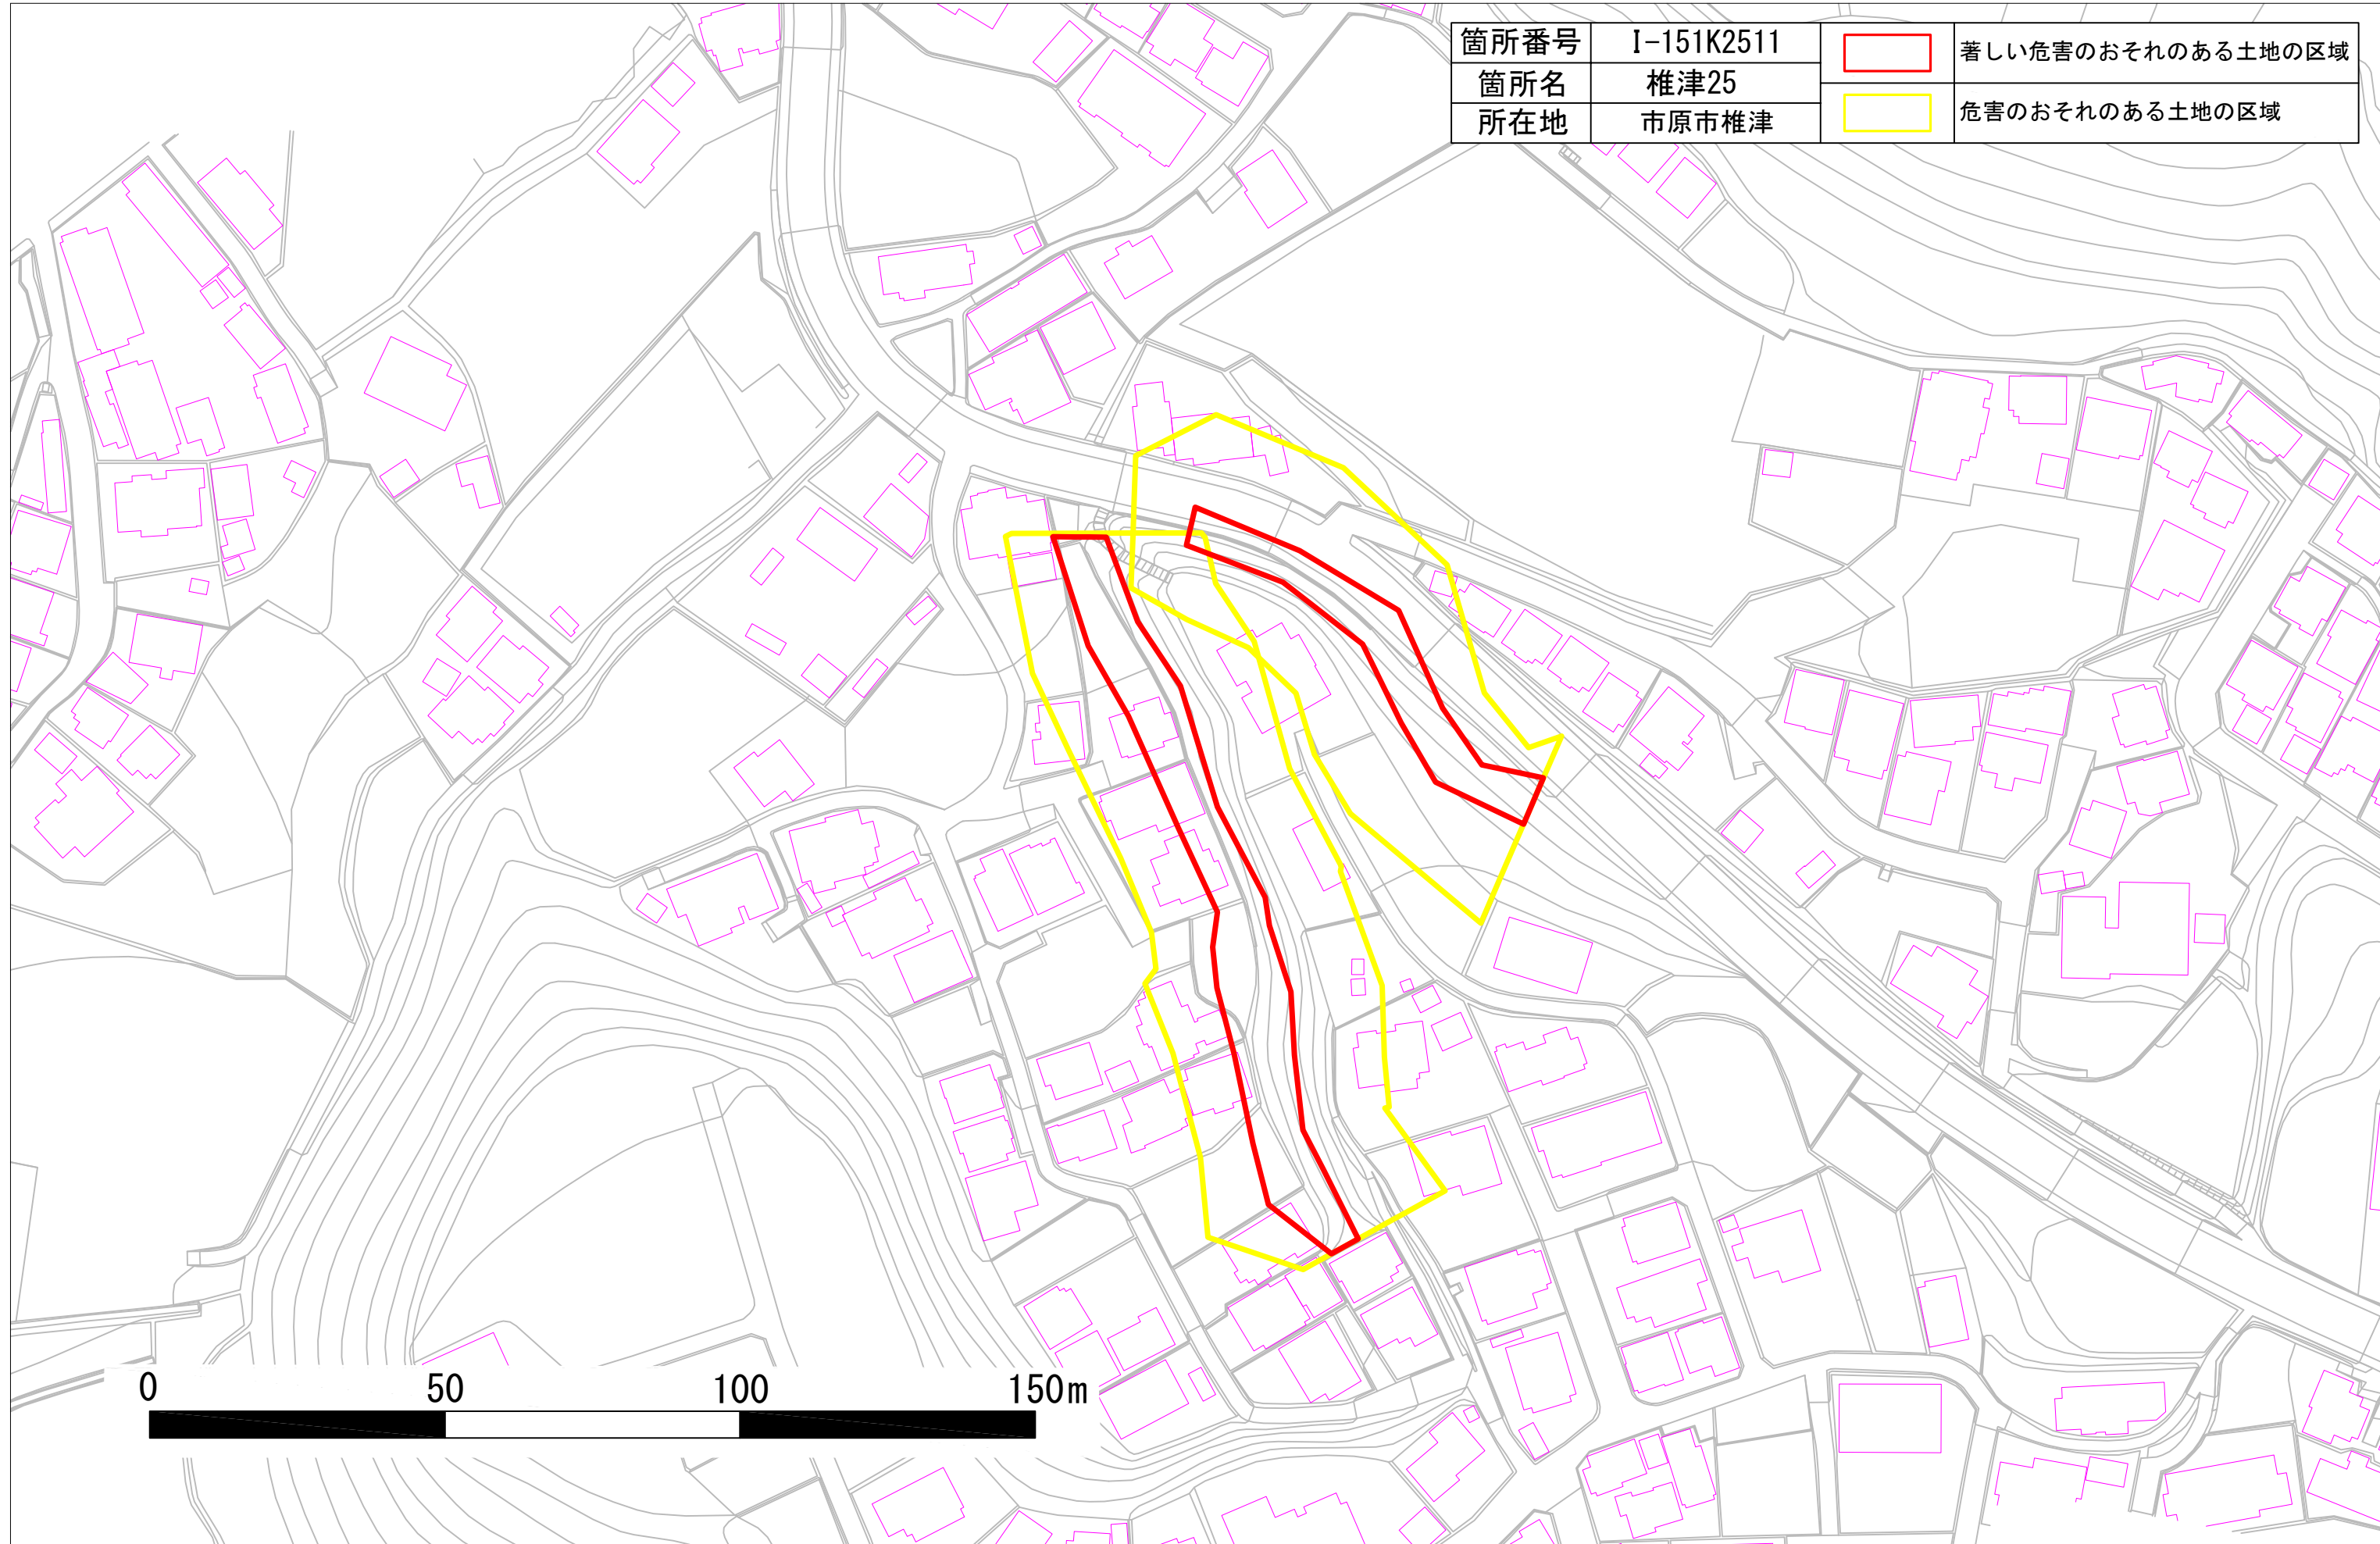 箇所番号 I-151K2511
箇所名 椎津25
所在地 市原市椎津
著しい危害のおそれのある土地の区域
危害のおそれのある土地の区域
0 50 100 150m